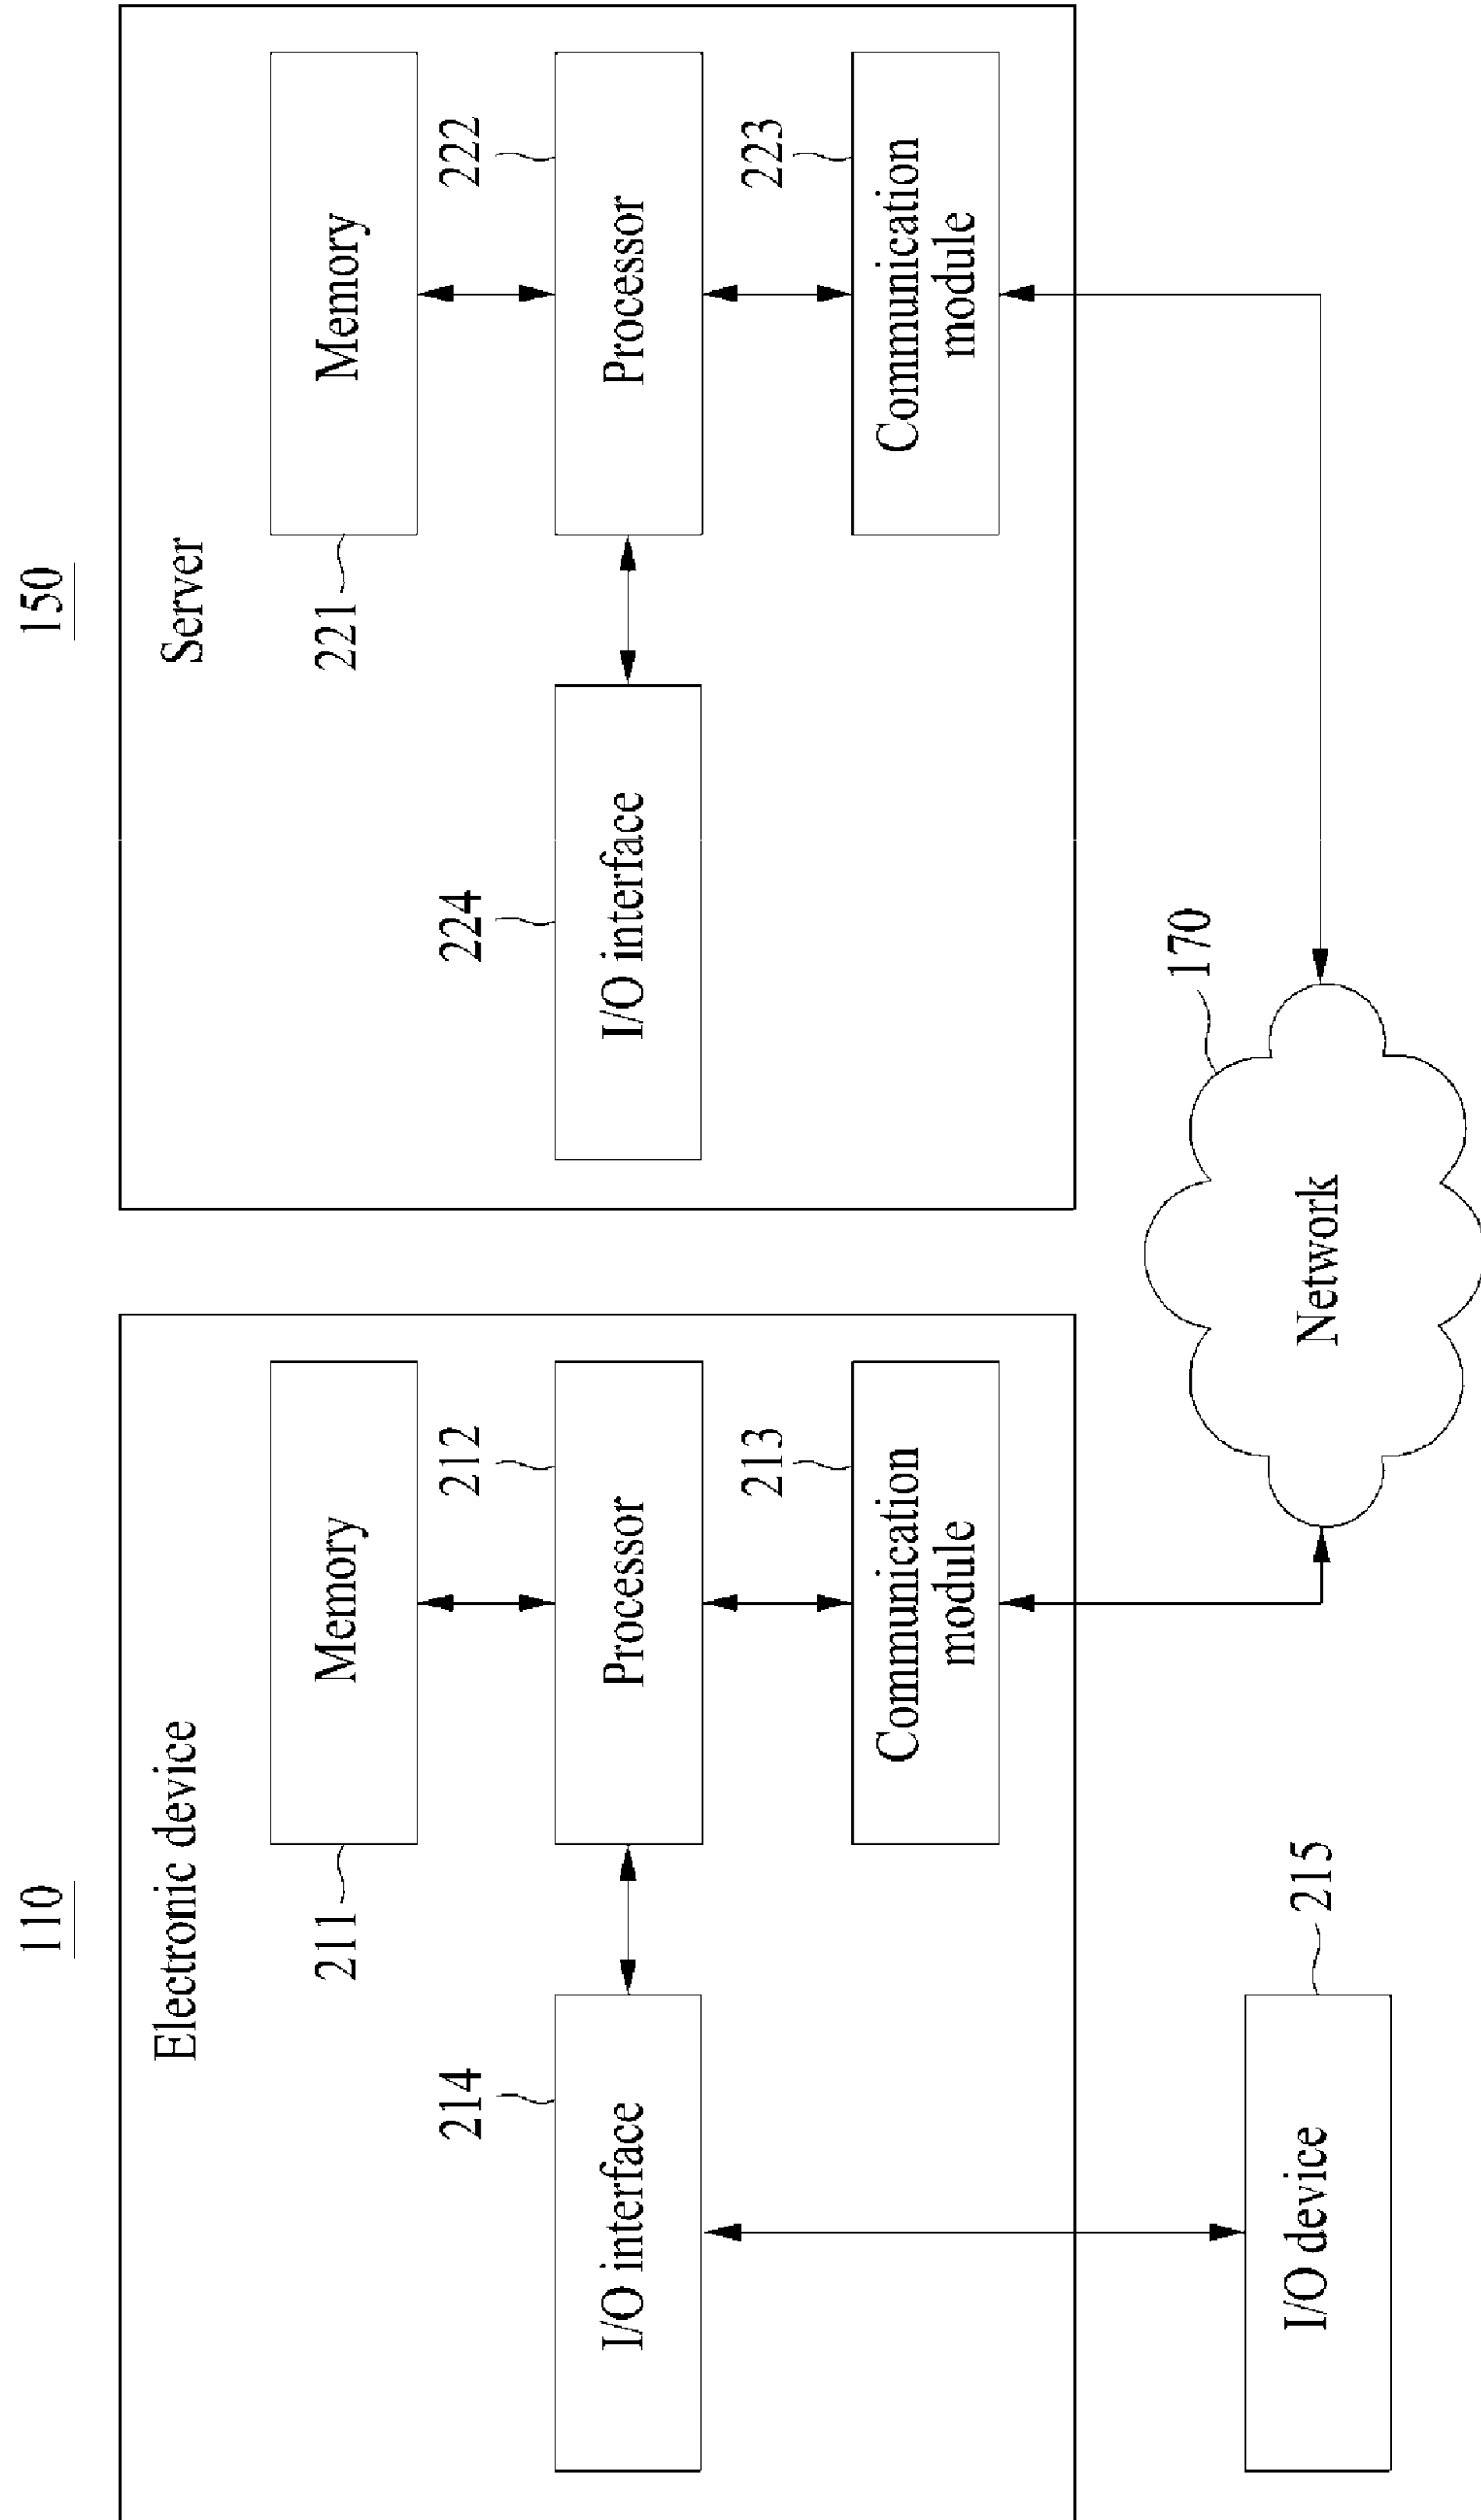 110
Electronic device
211
Memory
212
214
I/O interface
Processor
213
Communication
module
215
I/O device
150
Server
221
Memory
222
224
I/O interface
Processor
223
Communication
module
170
Network